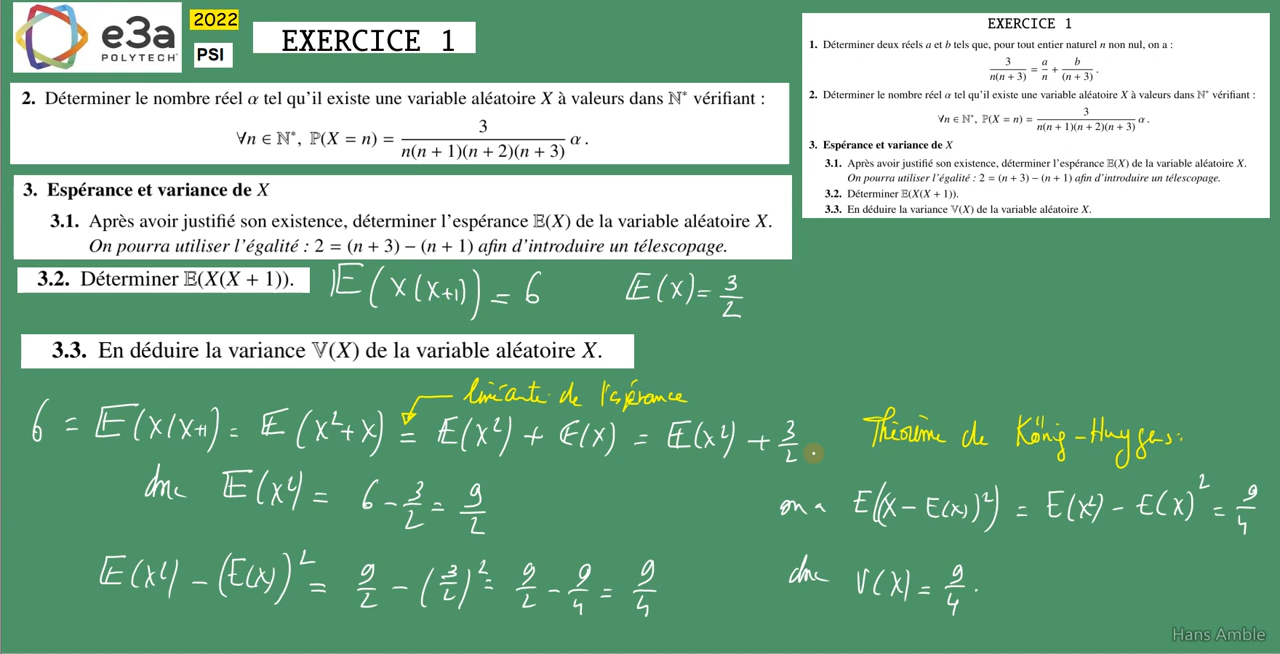 e3a
POLYTECH'
2022
PSI
EXERCICE 1
2. Déterminer le nombre réel α tel qu'il existe une variable aléatoire X à valeurs dans ℕ* vérifiant :
∀n ∈ ℕ*, ℙ(X = n) = 3 / (n(n + 1)(n + 2)(n + 3)) α .
3. Espérance et variance de X
3.1. Après avoir justifié son existence, déterminer l'espérance 𝔼(X) de la variable aléatoire X.
On pourra utiliser l'égalité : 2 = (n + 3) − (n + 1) afin d'introduire un télescopage.
3.2. Déterminer 𝔼(X(X + 1)).
E(X(X+1)) = 6
E(X) = 3/2
3.3. En déduire la variance 𝕍(X) de la variable aléatoire X.
linéarité de l'espérance
6 = E(X(X+1) = E(X²+X) = E(X²) + E(X) = E(X²) + 3/2
donc E(X²) = 6 - 3/2 = 9/2
E(X²) - (E(X))² = 9/2 - (3/2)² = 9/2 - 9/4 = 9/4
Théorème de König-Huygens:
on a E((X - E(X))²) = E(X²) - E(X)² = 9/4
donc V(X) = 9/4.
EXERCICE 1
1. Déterminer deux réels a et b tels que, pour tout entier naturel n non nul, on a :
3 / (n(n + 3)) = a/n + b/(n + 3) .
2. Déterminer le nombre réel α tel qu'il existe une variable aléatoire X à valeurs dans ℕ* vérifiant :
∀n ∈ ℕ*, ℙ(X = n) = 3 / (n(n + 1)(n + 2)(n + 3)) α .
3. Espérance et variance de X
3.1. Après avoir justifié son existence, déterminer l'espérance 𝔼(X) de la variable aléatoire X.
On pourra utiliser l'égalité : 2 = (n + 3) − (n + 1) afin d'introduire un télescopage.
3.2. Déterminer 𝔼(X(X + 1)).
3.3. En déduire la variance 𝕍(X) de la variable aléatoire X.
Hans Amble